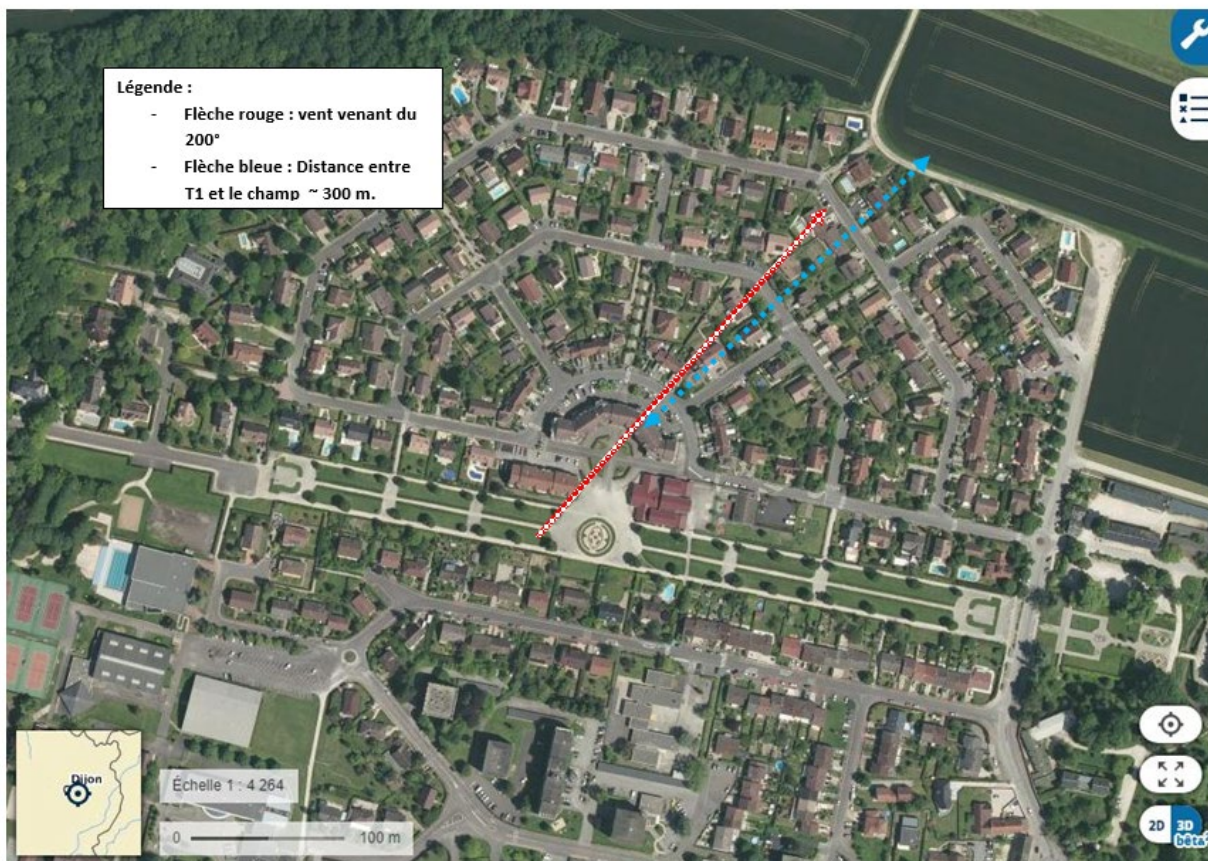 Légende :
- Flèche rouge : vent venant du
200°
- Flèche bleue : Distance entre
T1 et le champ ~ 300 m.
Dijon
Échelle 1 : 4 264
0 100 m
2D 3D
bêta